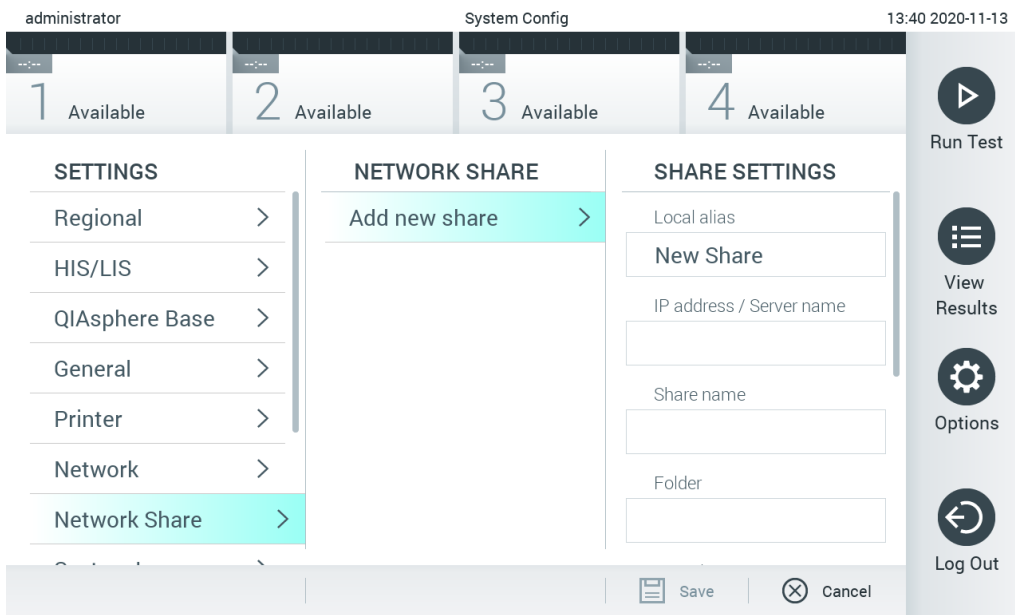 administrator
System Config
13:40 2020-11-13
--:--
--:--
--:--
--:--
1 Available
2 Available
3 Available
4 Available
Run Test
View
Results
Options
Log Out
SETTINGS
Regional
HIS/LIS
QIAsphere Base
General
Printer
Network
Network Share
NETWORK SHARE
Add new share
SHARE SETTINGS
Local alias
New Share
IP address / Server name
Share name
Folder
Save
Cancel